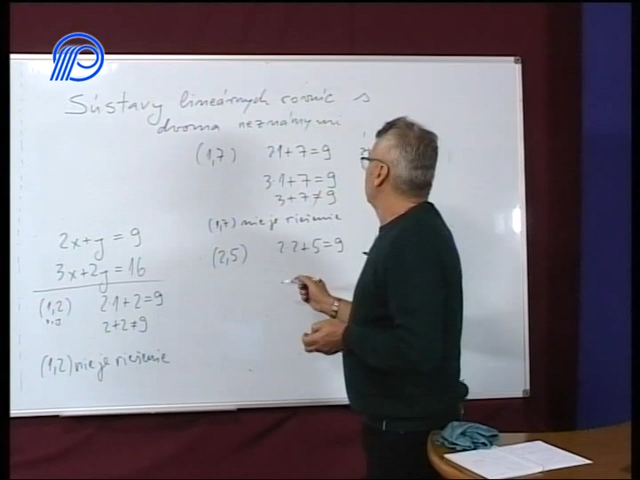 Sústavy lineárnych rovníc s
dvoma neznámymi
2x+y=9
3x+2y=16
(1,2) 2·1+2=9
2+2≠9
(1,2) nie je riešenie
(1,7) 21+7=9
3·1+7=9
3+7≠9
(1,7) nie je riešenie
(2,5) 2·2+5=9